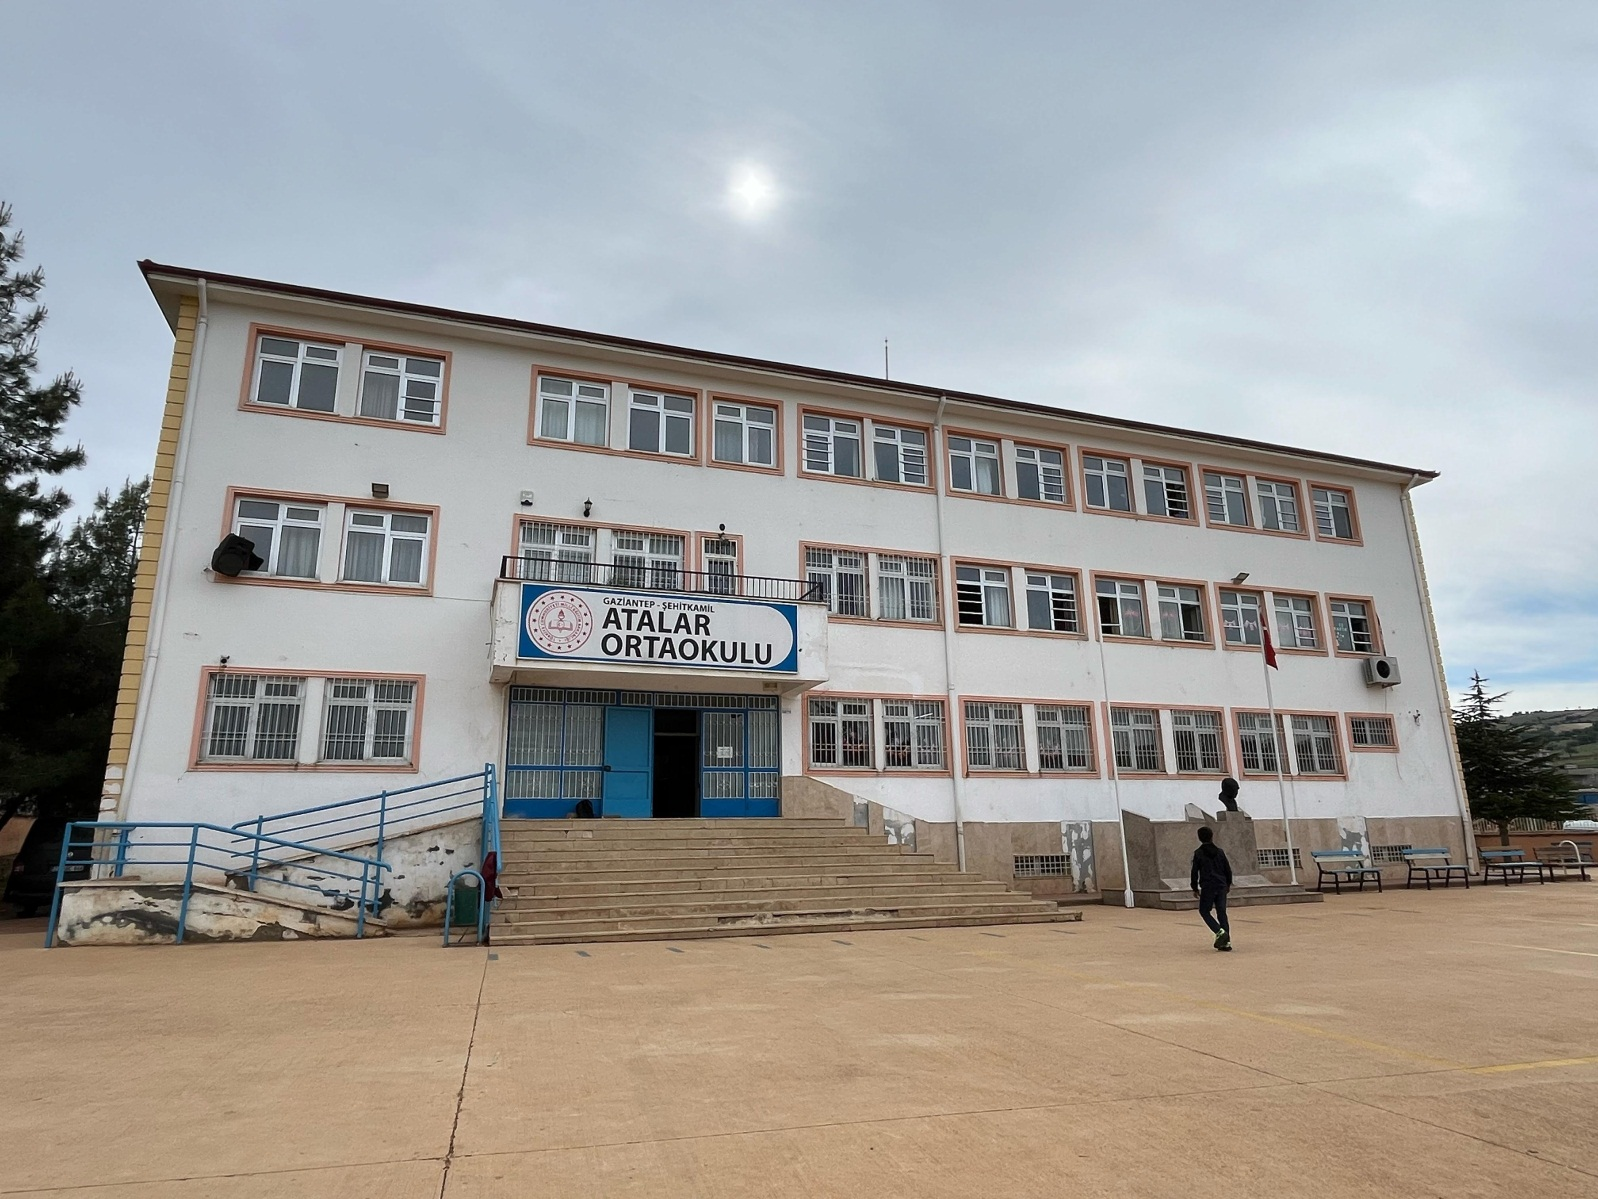 GAZİANTEP - ŞEHİTKAMİL
ATALAR
ORTAOKULU